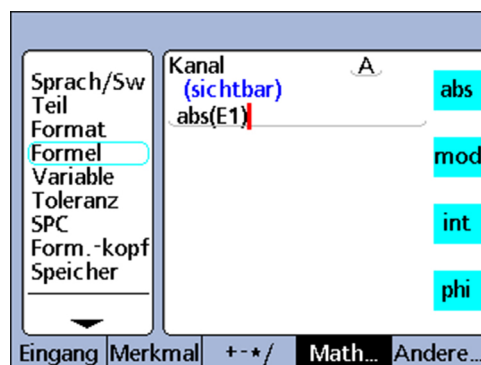 Sprach/Sw
Teil
Format
Formel
Variable
Toleranz
SPC
Form.-kopf
Speicher
Kanal A
(sichtbar)
abs(E1)
abs
mod
int
phi
Eingang Merkmal +-*/ Math... Andere...